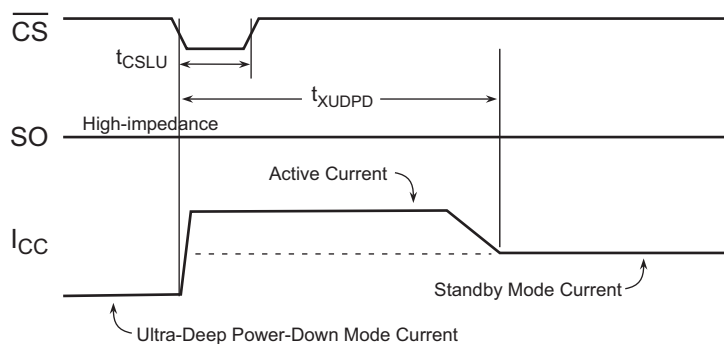 CS
tCSLU
tXUDPD
High-impedance
SO
Active Current
ICC
Standby Mode Current
Ultra-Deep Power-Down Mode Current